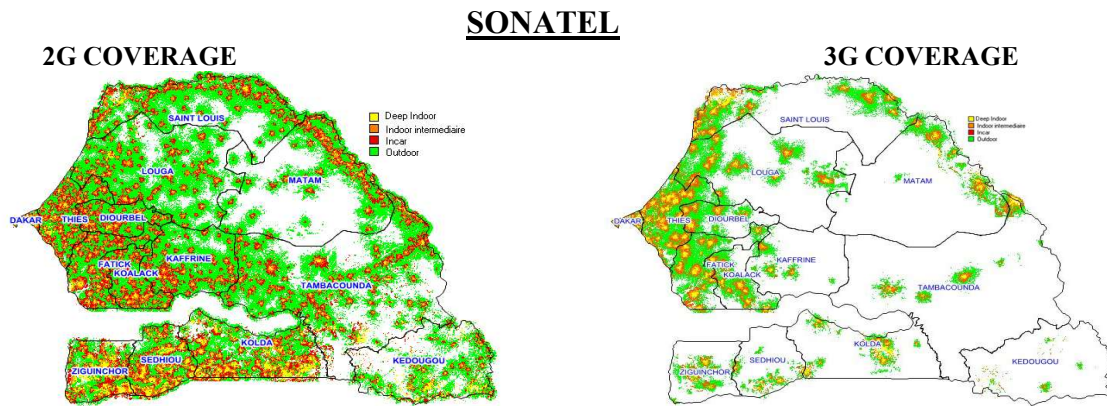 SONATEL
2G COVERAGE
Deep Indoor
Indoor intermediaire
Incar
Outdoor
SAINT LOUIS
LOUGA
MATAM
DAKAR
THIES
DIOURBEL
FATICK
KOALACK
KAFFRINE
TAMBACOUNDA
KOLDA
SEDHIOU
ZIGUINCHOR
KEDOUGOU
3G COVERAGE
Deep Indoor
Indoor intermediaire
Incar
Outdoor
SAINT LOUIS
LOUGA
MATAM
DAKAR
THIES
DIOURBEL
FATICK
KOALACK
KAFFRINE
TAMBACOUNDA
KOLDA
SEDHIOU
ZIGUINCHOR
KEDOUGOU